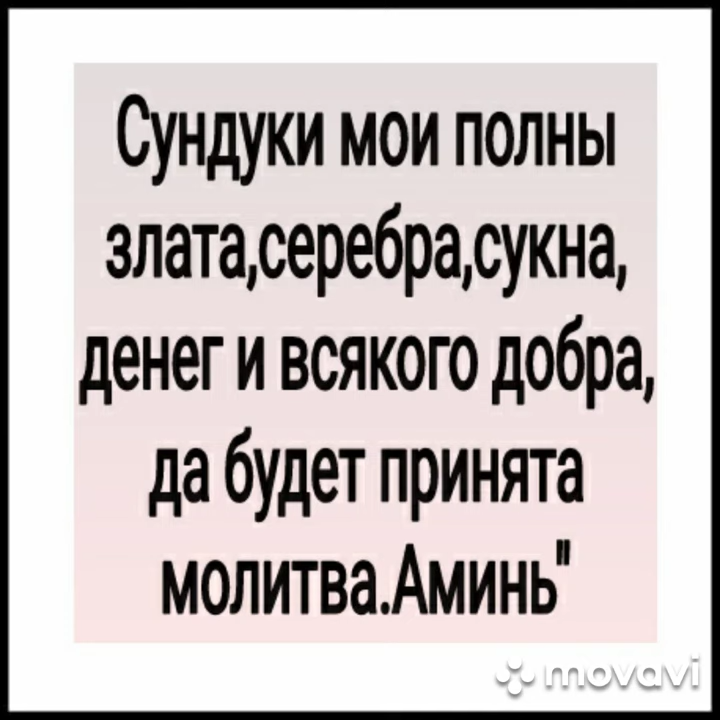 Сундуки мои полны
злата,серебра,сукна,
денег и всякого добра,
да будет принята
молитва.Аминь"
movavi